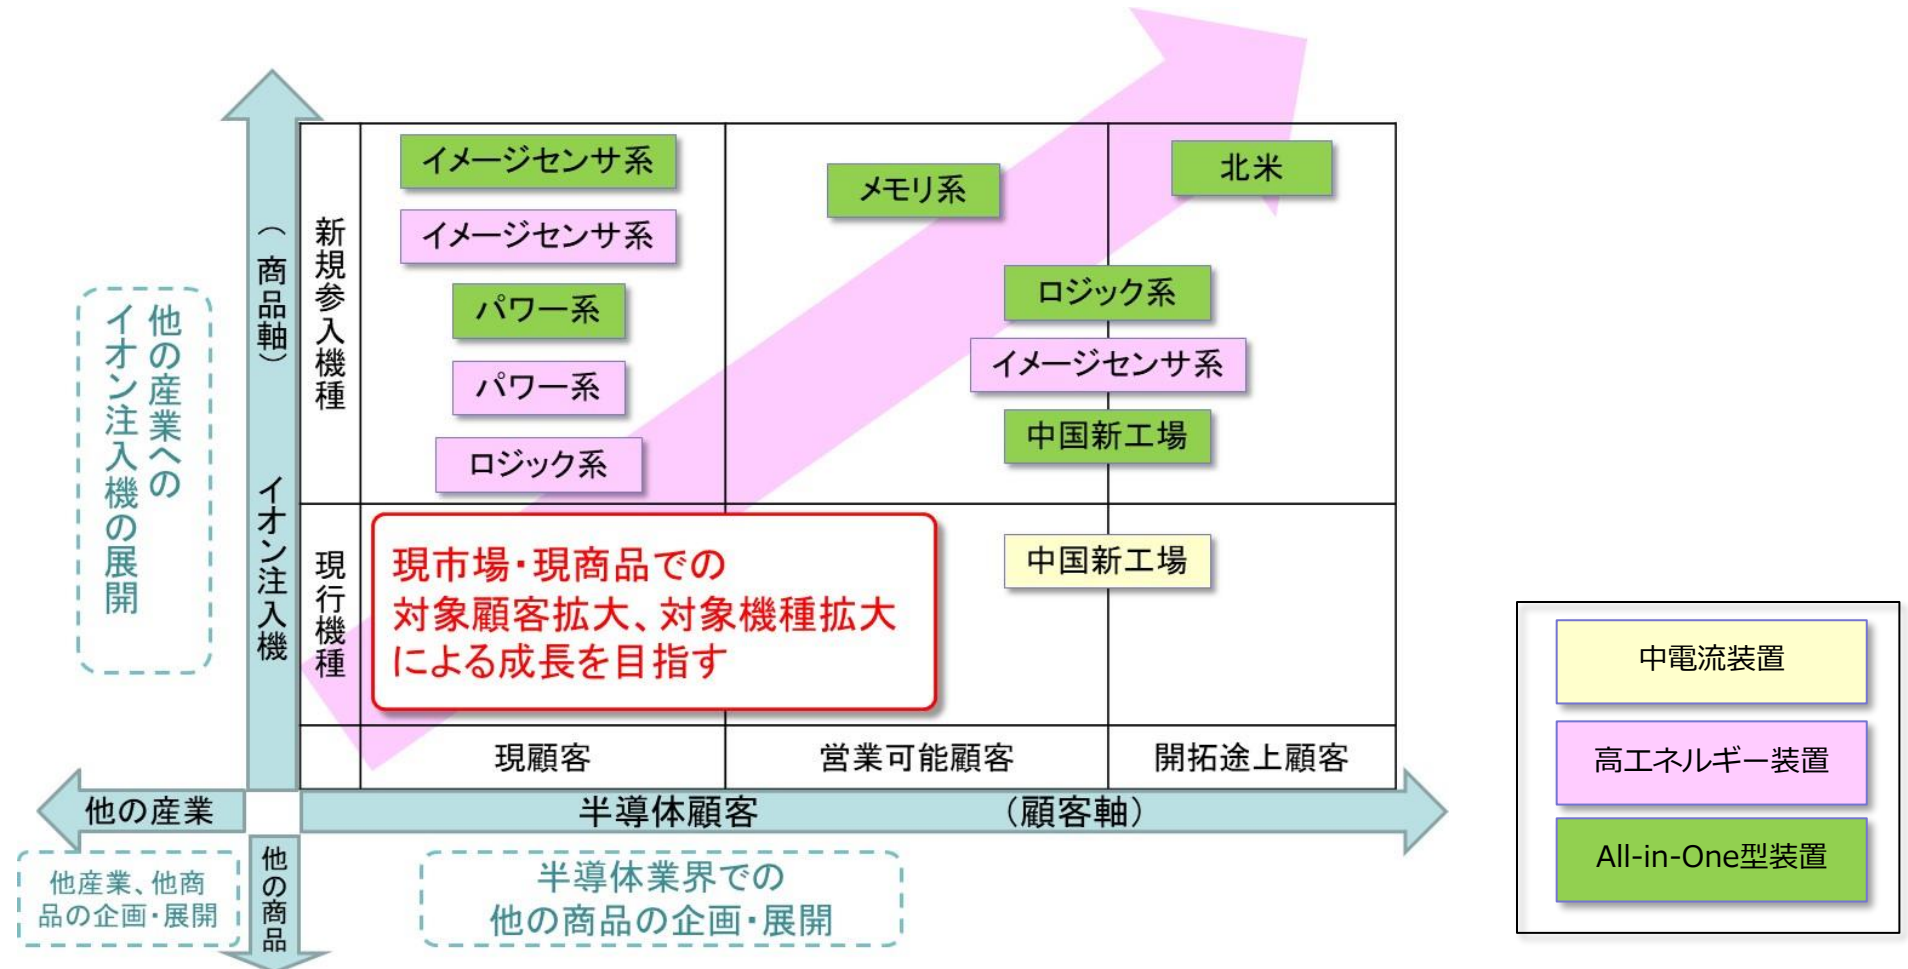 イメージセンサ系
イメージセンサ系
パワー系
パワー系
ロジック系
メモリ系
北米
ロジック系
イメージセンサ系
中国新工場
中国新工場
新規参入機種
現行機種
(商品軸)
イオン注入機
他の産業への
イオン注入機の展開
現市場・現商品での
対象顧客拡大、対象機種拡大
による成長を目指す
現顧客
営業可能顧客
開拓途上顧客
他の産業
半導体顧客
(顧客軸)
他の商品
他産業、他商
品の企画・展開
半導体業界での
他の商品の企画・展開
中電流装置
高エネルギー装置
All-in-One型装置